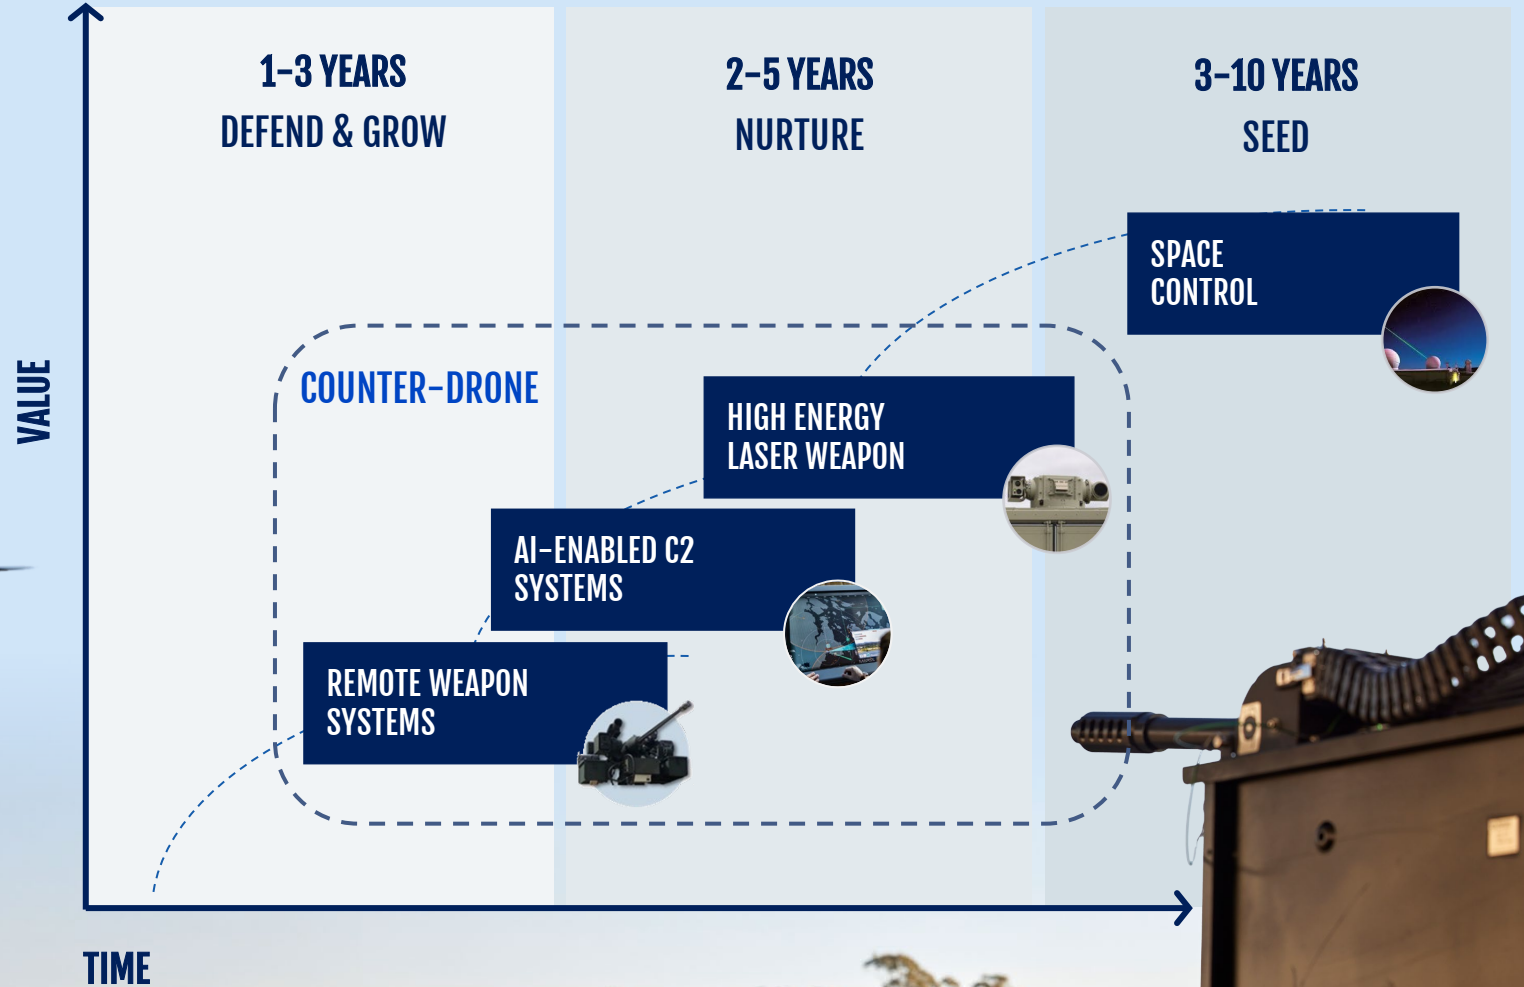 1–3 YEARS
DEFEND & GROW
2–5 YEARS
NURTURE
3–10 YEARS
SEED
SPACE
CONTROL
COUNTER–DRONE
HIGH ENERGY
LASER WEAPON
AI–ENABLED C2
SYSTEMS
REMOTE WEAPON
SYSTEMS
VALUE
TIME